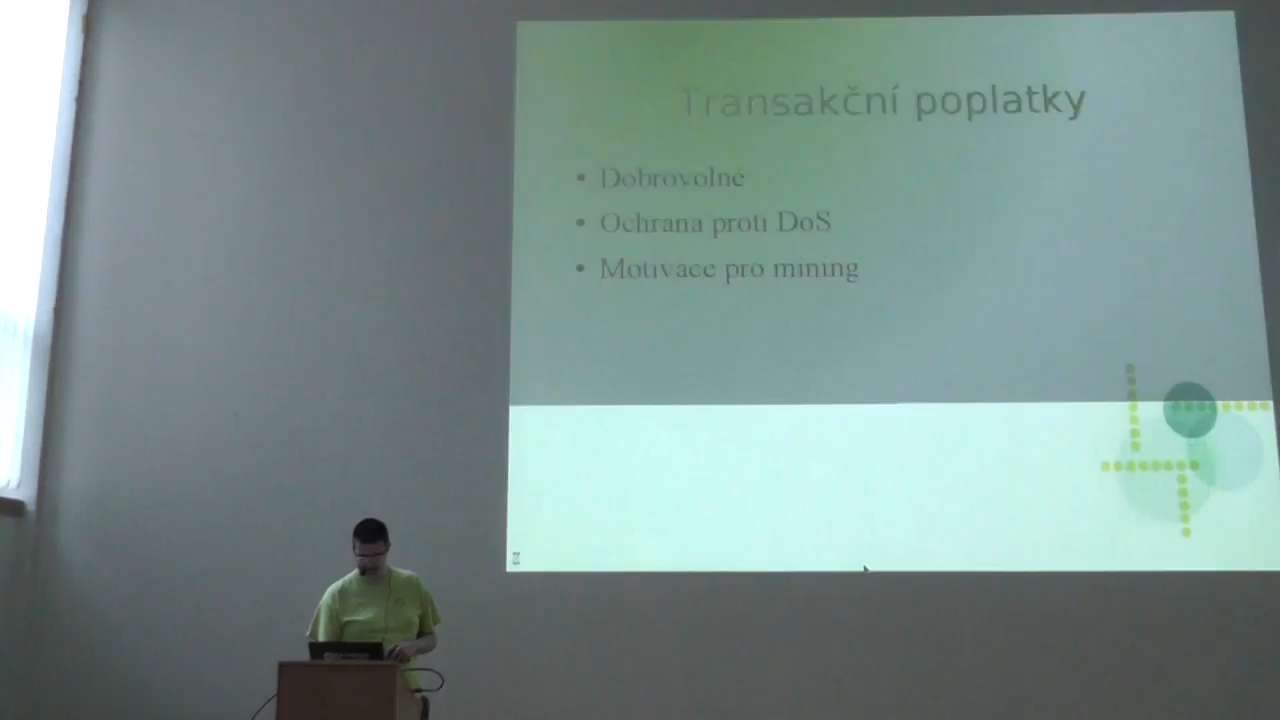 Transakční poplatky
• Dobrovolné
• Ochrana proti DoS
• Motivace pro mining